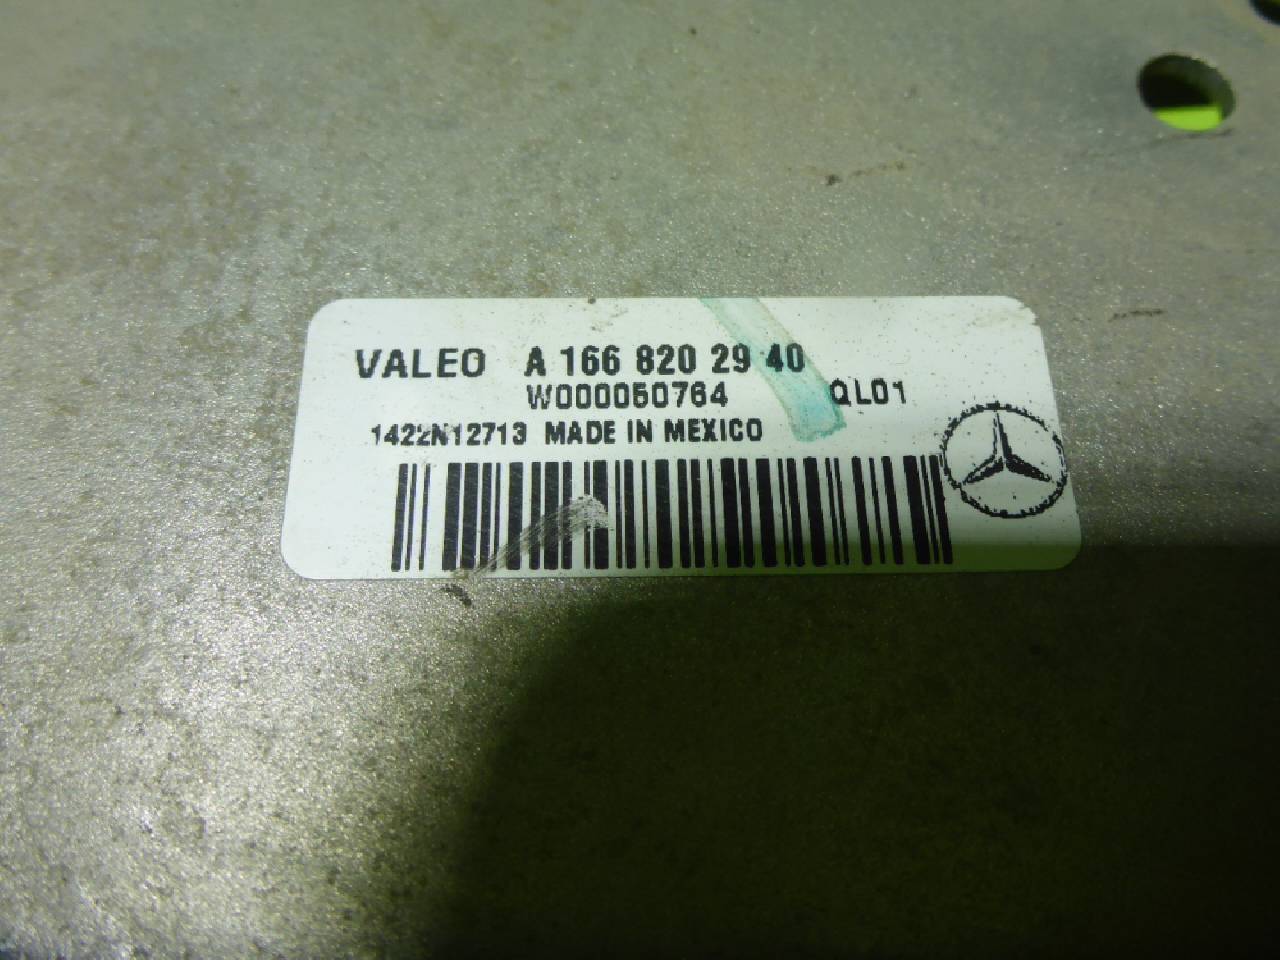 VALEO A 166 820 29 40
W000050764 QL01
1422N12713 MADE IN MEXICO